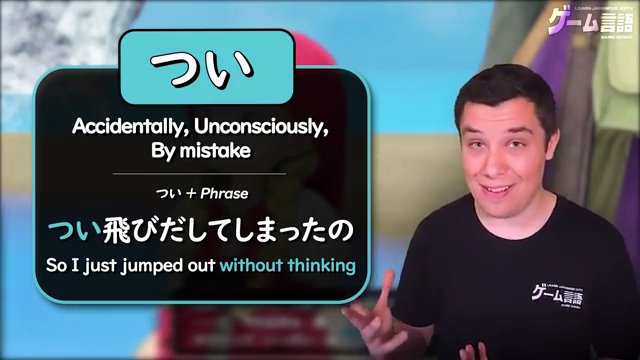 つい
Accidentally, Unconsciously,
By mistake
つい + Phrase
つい飛びだしてしまったの
So I just jumped out without thinking
LEARN JAPANESE WITH
ゲーム言語
GAME GENGO
ゲーム言語